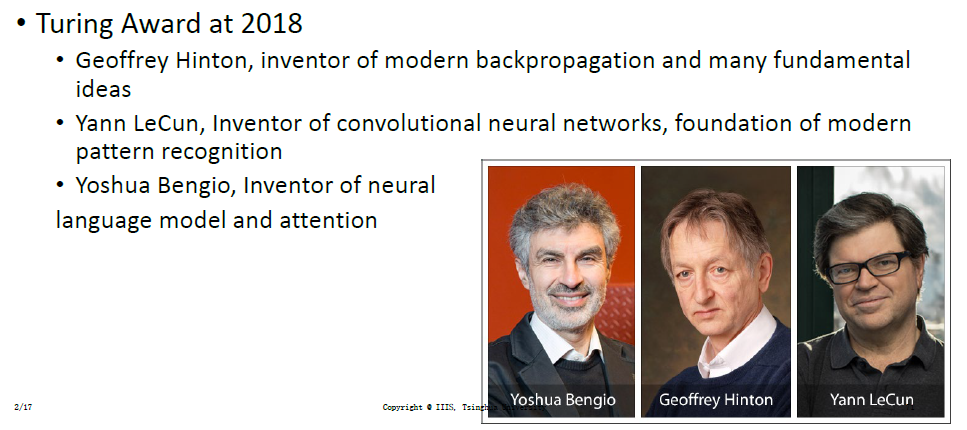 • Turing Award at 2018
• Geoffrey Hinton, inventor of modern backpropagation and many fundamental
ideas
• Yann LeCun, Inventor of convolutional neural networks, foundation of modern
pattern recognition
• Yoshua Bengio, Inventor of neural
language model and attention
Yoshua Bengio
Geoffrey Hinton
Yann LeCun
2/17
Copyright © IIIS, Tsinghua University